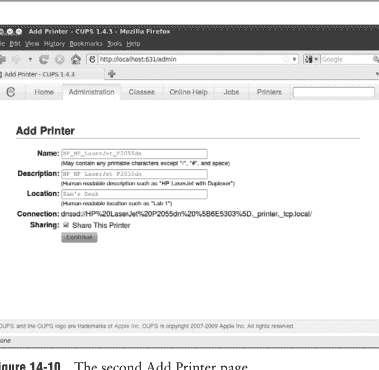 Add Printer - CUPS 1.4.3 - Mozilla Firefox
le Edit View History Bookmarks Tools Help
http://localhost:631/admin
Google
Add Printer - CUPS 1.4.3
Home Administration Classes Online Help Jobs Printers
Add Printer
Name: HP_HP_LaserJet_P2055dn
(May contain any printable characters except "/", "#", and space)
Description: HP HP LaserJet P2055dn
(Human-readable description such as "HP LaserJet with Duplexer")
Location: Dan's Desk
(Human-readable location such as "Lab 1")
Connection: dnssd://HP%20LaserJet%20P2055dn%20%5B6E5303%5D._printer._tcp.local/
Sharing: Share This Printer
Continue
CUPS and the CUPS logo are trademarks of Apple Inc. CUPS is copyright 2007-2009 Apple Inc. All rights reserved.
one
igure 14-10. The second Add Printer page